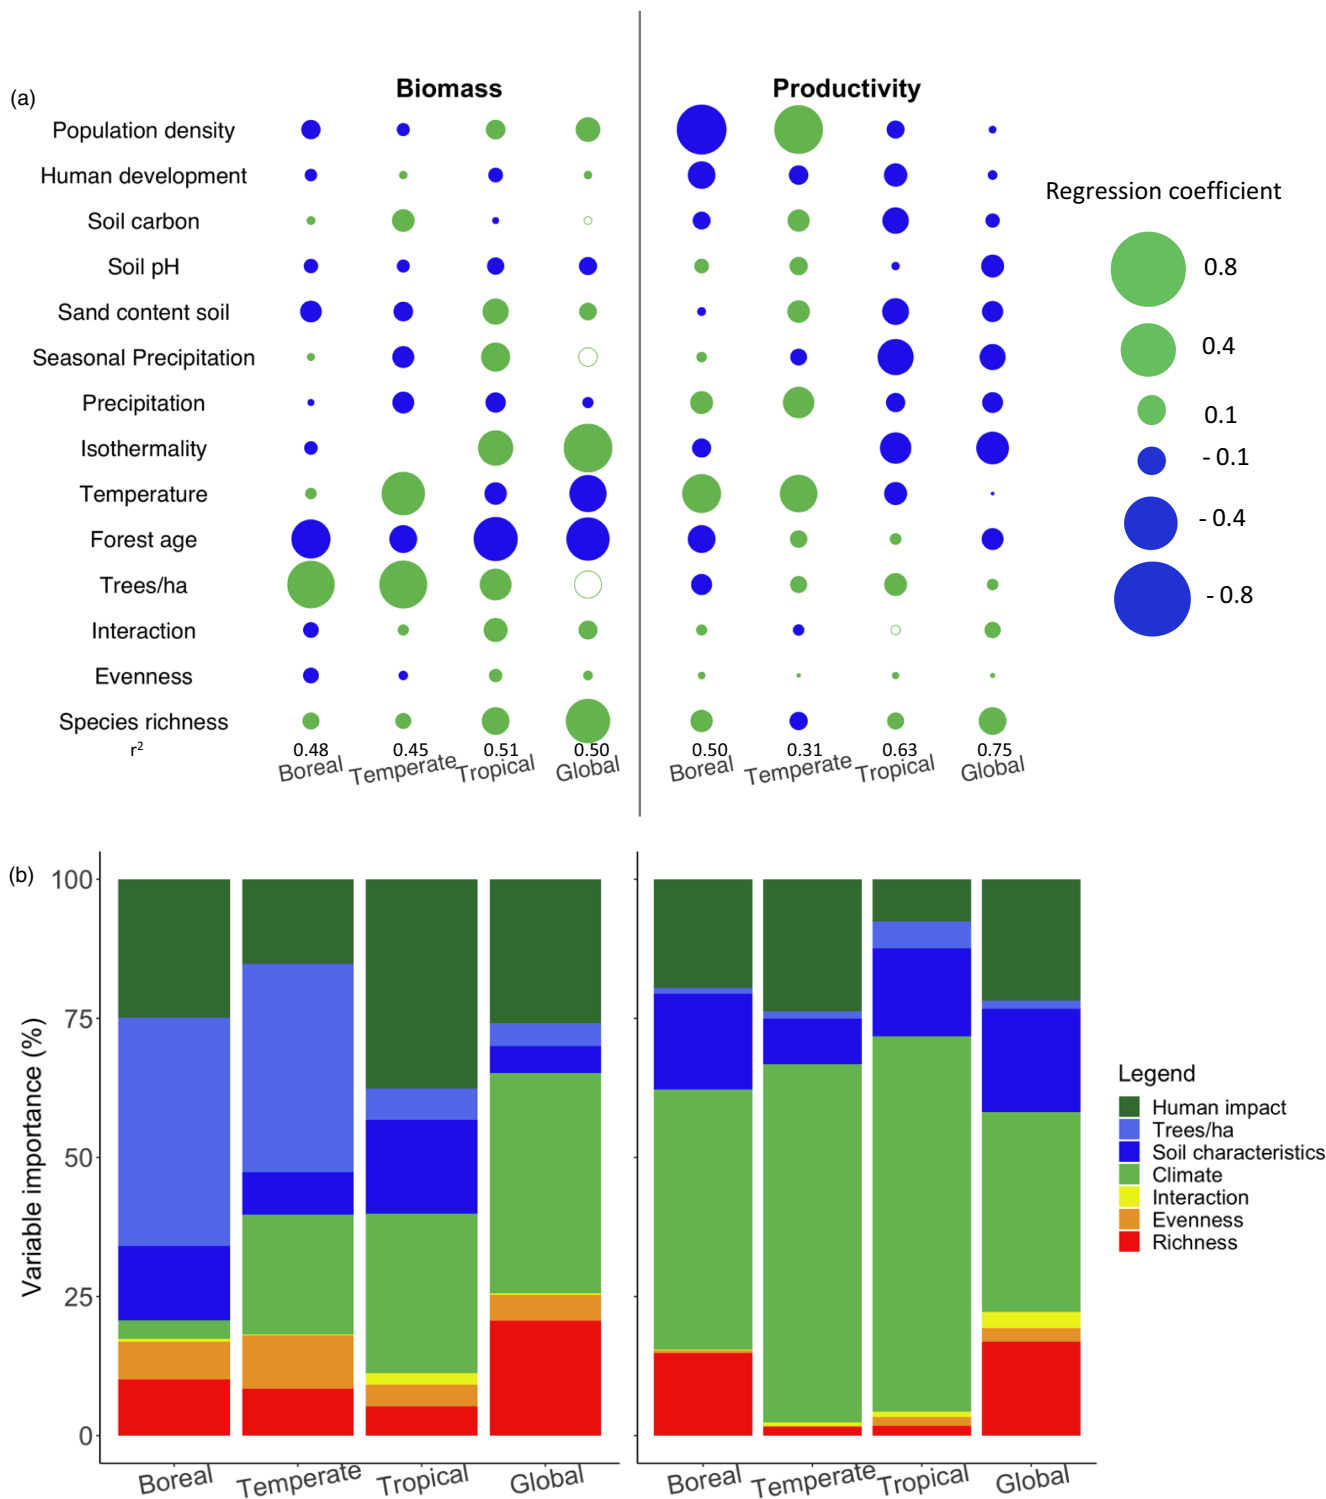 (a)
Biomass
Productivity
Population density
Human development
Soil carbon
Soil pH
Sand content soil
Seasonal Precipitation
Precipitation
Isothermality
Temperature
Forest age
Trees/ha
Interaction
Evenness
Species richness
r2 0.48 0.45 0.51 0.50 0.50 0.31 0.63 0.75
Boreal Temperate Tropical Global Boreal Temperate Tropical Global
Regression coefficient
0.8
0.4
0.1
- 0.1
- 0.4
- 0.8
(b)
Variable importance (%)
100
75
50
25
0
Boreal Temperate Tropical Global Boreal Temperate Tropical Global
Legend
Human impact
Trees/ha
Soil characteristics
Climate
Interaction
Evenness
Richness